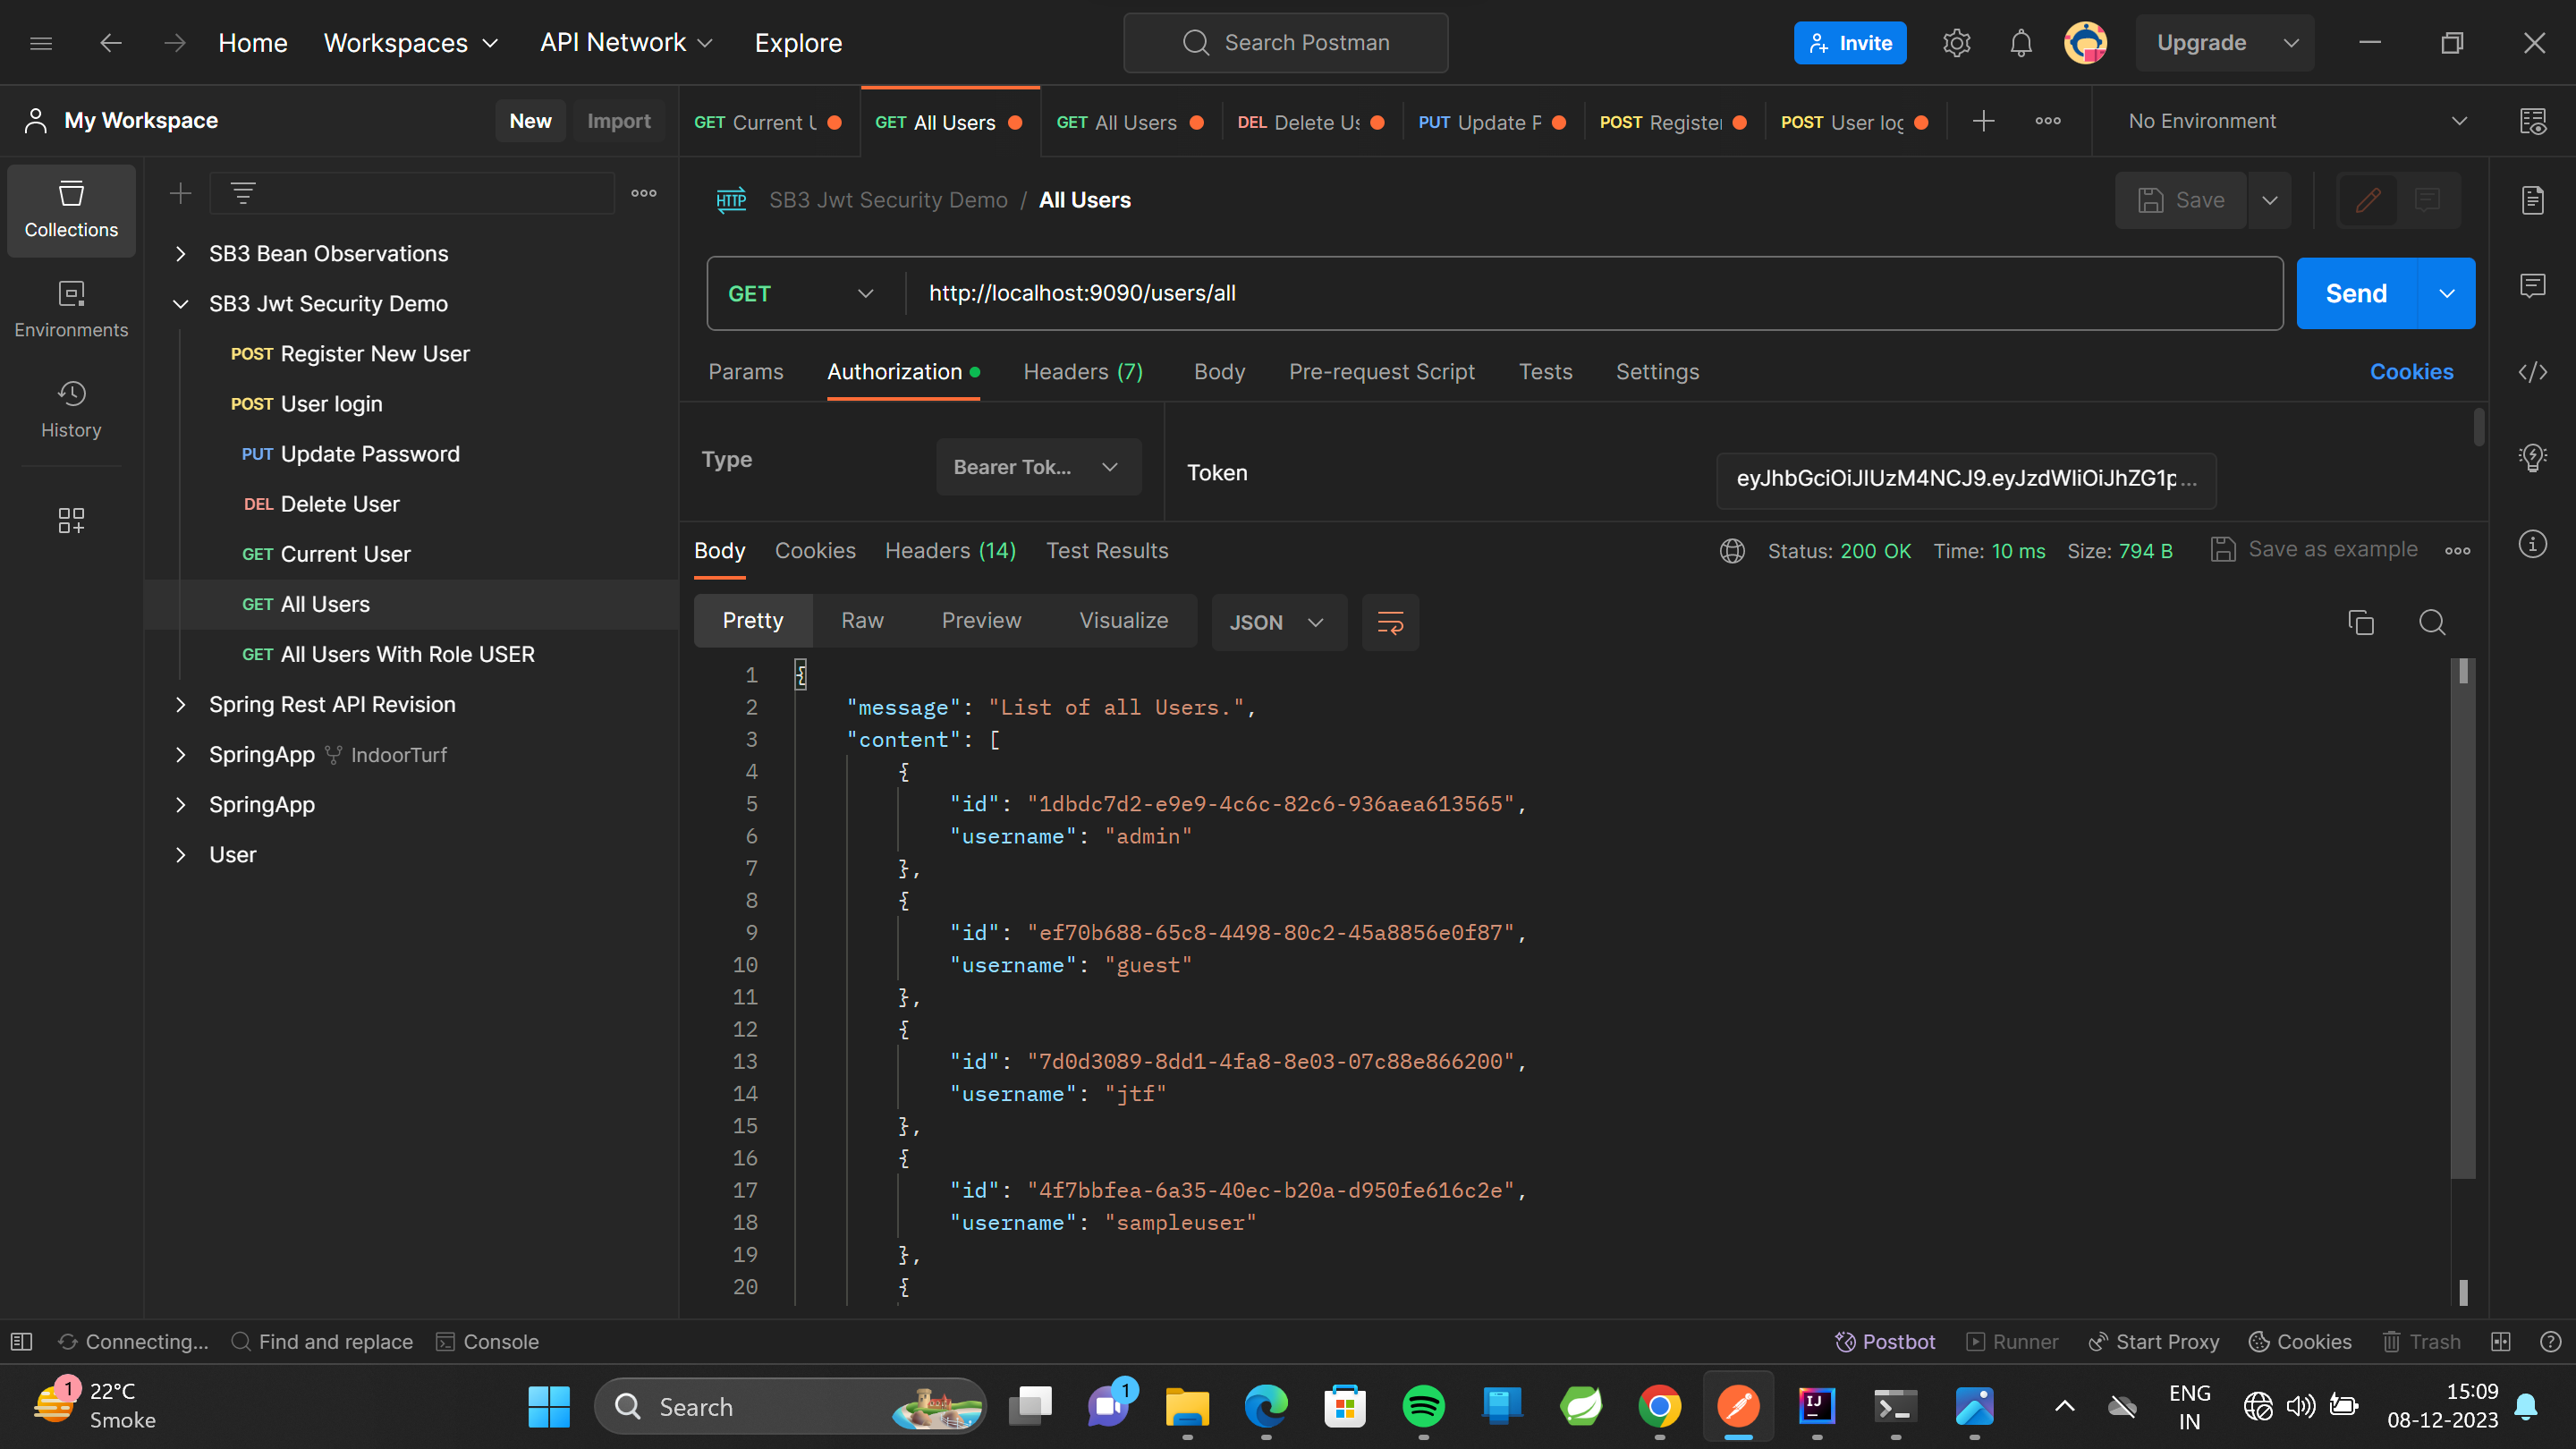 Home
Workspaces
API Network
Explore
Search Postman
Invite
Upgrade
My Workspace
New
Import
GET Current U
GET All Users
GET All Users
DEL Delete Us
PUT Update P
POST Register
POST User log
No Environment
Collections
Environments
History
SB3 Bean Observations
SB3 Jwt Security Demo
POST Register New User
POST User login
PUT Update Password
DEL Delete User
GET Current User
GET All Users
GET All Users With Role USER
Spring Rest API Revision
SpringApp IndoorTurf
SpringApp
User
HTTP SB3 Jwt Security Demo / All Users
Save
GET http://localhost:9090/users/all
Send
Params Authorization Headers (7) Body Pre-request Script Tests Settings Cookies
Type Bearer Tok...
Token eyJhbGciOiJIUzM4NCJ9.eyJzdWIiOiJhZG1p...
Body Cookies Headers (14) Test Results
Status: 200 OK Time: 10 ms Size: 794 B Save as example
Pretty Raw Preview Visualize JSON
1 {
2 "message": "List of all Users.",
3 "content": [
4 {
5 "id": "1dbdc7d2-e9e9-4c6c-82c6-936aea613565",
6 "username": "admin"
7 },
8 {
9 "id": "ef70b688-65c8-4498-80c2-45a8856e0f87",
10 "username": "guest"
11 },
12 {
13 "id": "7d0d3089-8dd1-4fa8-8e03-07c88e866200",
14 "username": "jtf"
15 },
16 {
17 "id": "4f7bbfea-6a35-40ec-b20a-d950fe616c2e",
18 "username": "sampleuser"
19 },
20 {
Connecting... Find and replace Console
Postbot Runner Start Proxy Cookies Trash
1
22°C
Smoke
Search
1
IJ
ENG
IN
15:09
08-12-2023